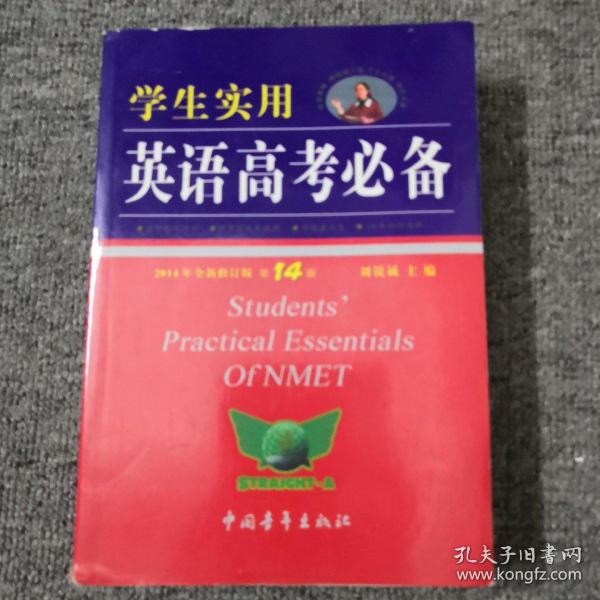 学生实用
英语高考必备
2014年全新修订版 第14版 刘锐诚 主编
Students'
Practical Essentials
Of NMET
STRAIGHT-A
中国青年出版社
孔夫子旧书网
www.kongfz.com